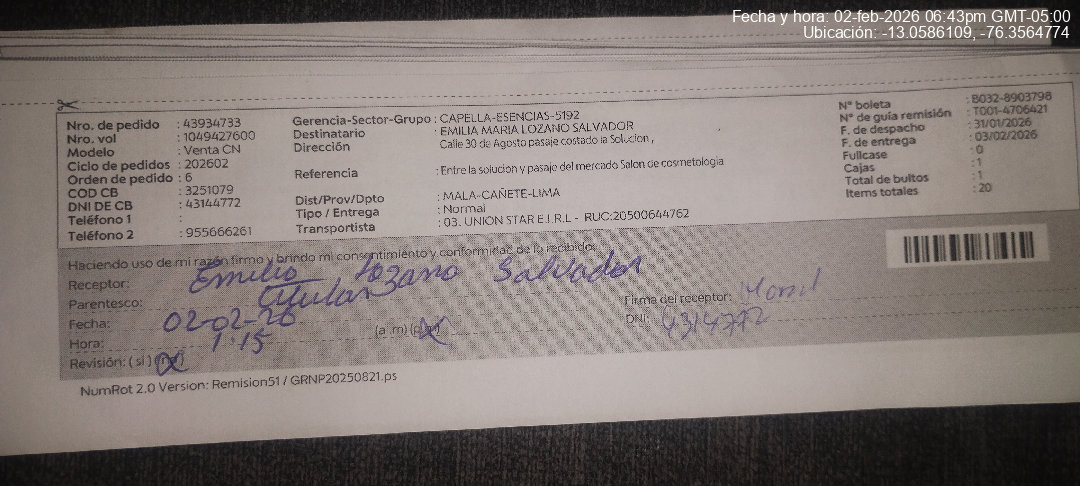 Fecha y hora: 02-feb-2026 06:43pm GMT-05:00
Ubicación: -13.0586109, -76.3564774
Nro. de pedido : 43934733
Nro. vol : 1049427600
Modelo : Venta CN
Ciclo de pedidos : 202602
Orden de pedido : 6
COD CB : 3251079
DNI DE CB : 43144772
Teléfono 1 :
Teléfono 2 : 955666261
Gerencia-Sector-Grupo : CAPELLA-ESENCIAS-5192
Destinatario : EMILIA MARIA LOZANO SALVADOR
Dirección Calle 30 de Agosto pasaje costado la Solucion ,
Referencia : Entre la solucion y pasaje del mercado Salon de cosmetologia
Dist/Prov/Dpto : MALA-CAÑETE-LIMA
Tipo / Entrega : Normal
Transportista : 03. UNION STAR E.I.R.L - RUC:20500644762
N° boleta : B032-8903798
N° de guía remisión : T001-4706421
F. de despacho : 31/01/2026
F. de entrega : 03/02/2026
Fullcase : 0
Cajas : 1
Total de bultos : 1
Items totales : 20
Haciendo uso de mi razón firmo y brindo mi consentimiento y conformidad de lo recibido.
Receptor: Emilia Lozano Salvador
Parentesco: titular
Fecha: 02-02-26
Hora: 1:15 (a .m) (p.m)
Revisión: ( si ) (no)
Firma del receptor:
DNI:
NumRot 2.0 Version: Remision51 / GRNP20250821.ps